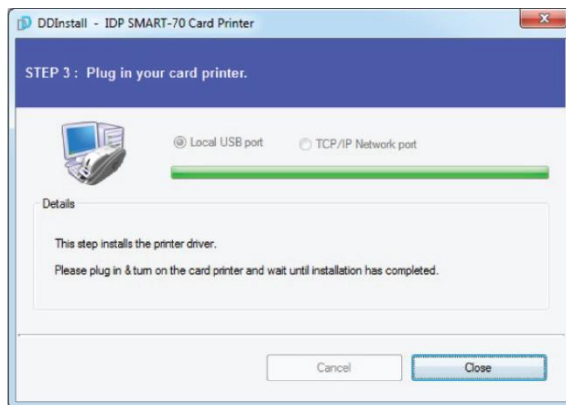 DDInstall - IDP SMART-70 Card Printer
STEP 3 : Plug in your card printer.
Local USB port
TCP/IP Network port
Details
This step installs the printer driver.
Please plug in & turn on the card printer and wait until installation has completed.
Cancel
Close